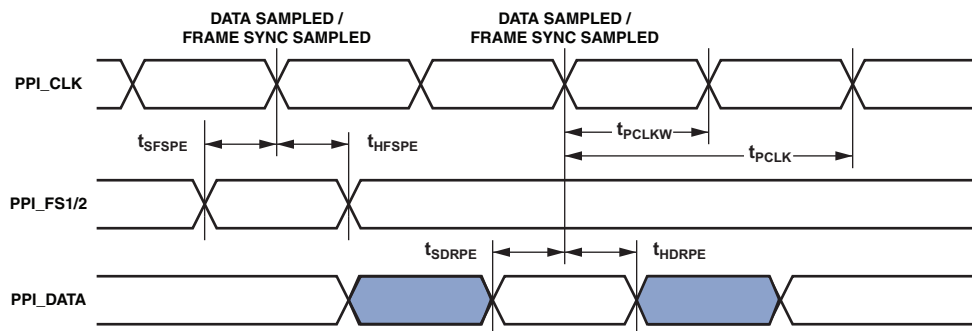 DATA SAMPLED /
FRAME SYNC SAMPLED
DATA SAMPLED /
FRAME SYNC SAMPLED
PPI_CLK
tSFSPE
tHFSPE
tPCLKW
tPCLK
PPI_FS1/2
tSDRPE
tHDRPE
PPI_DATA